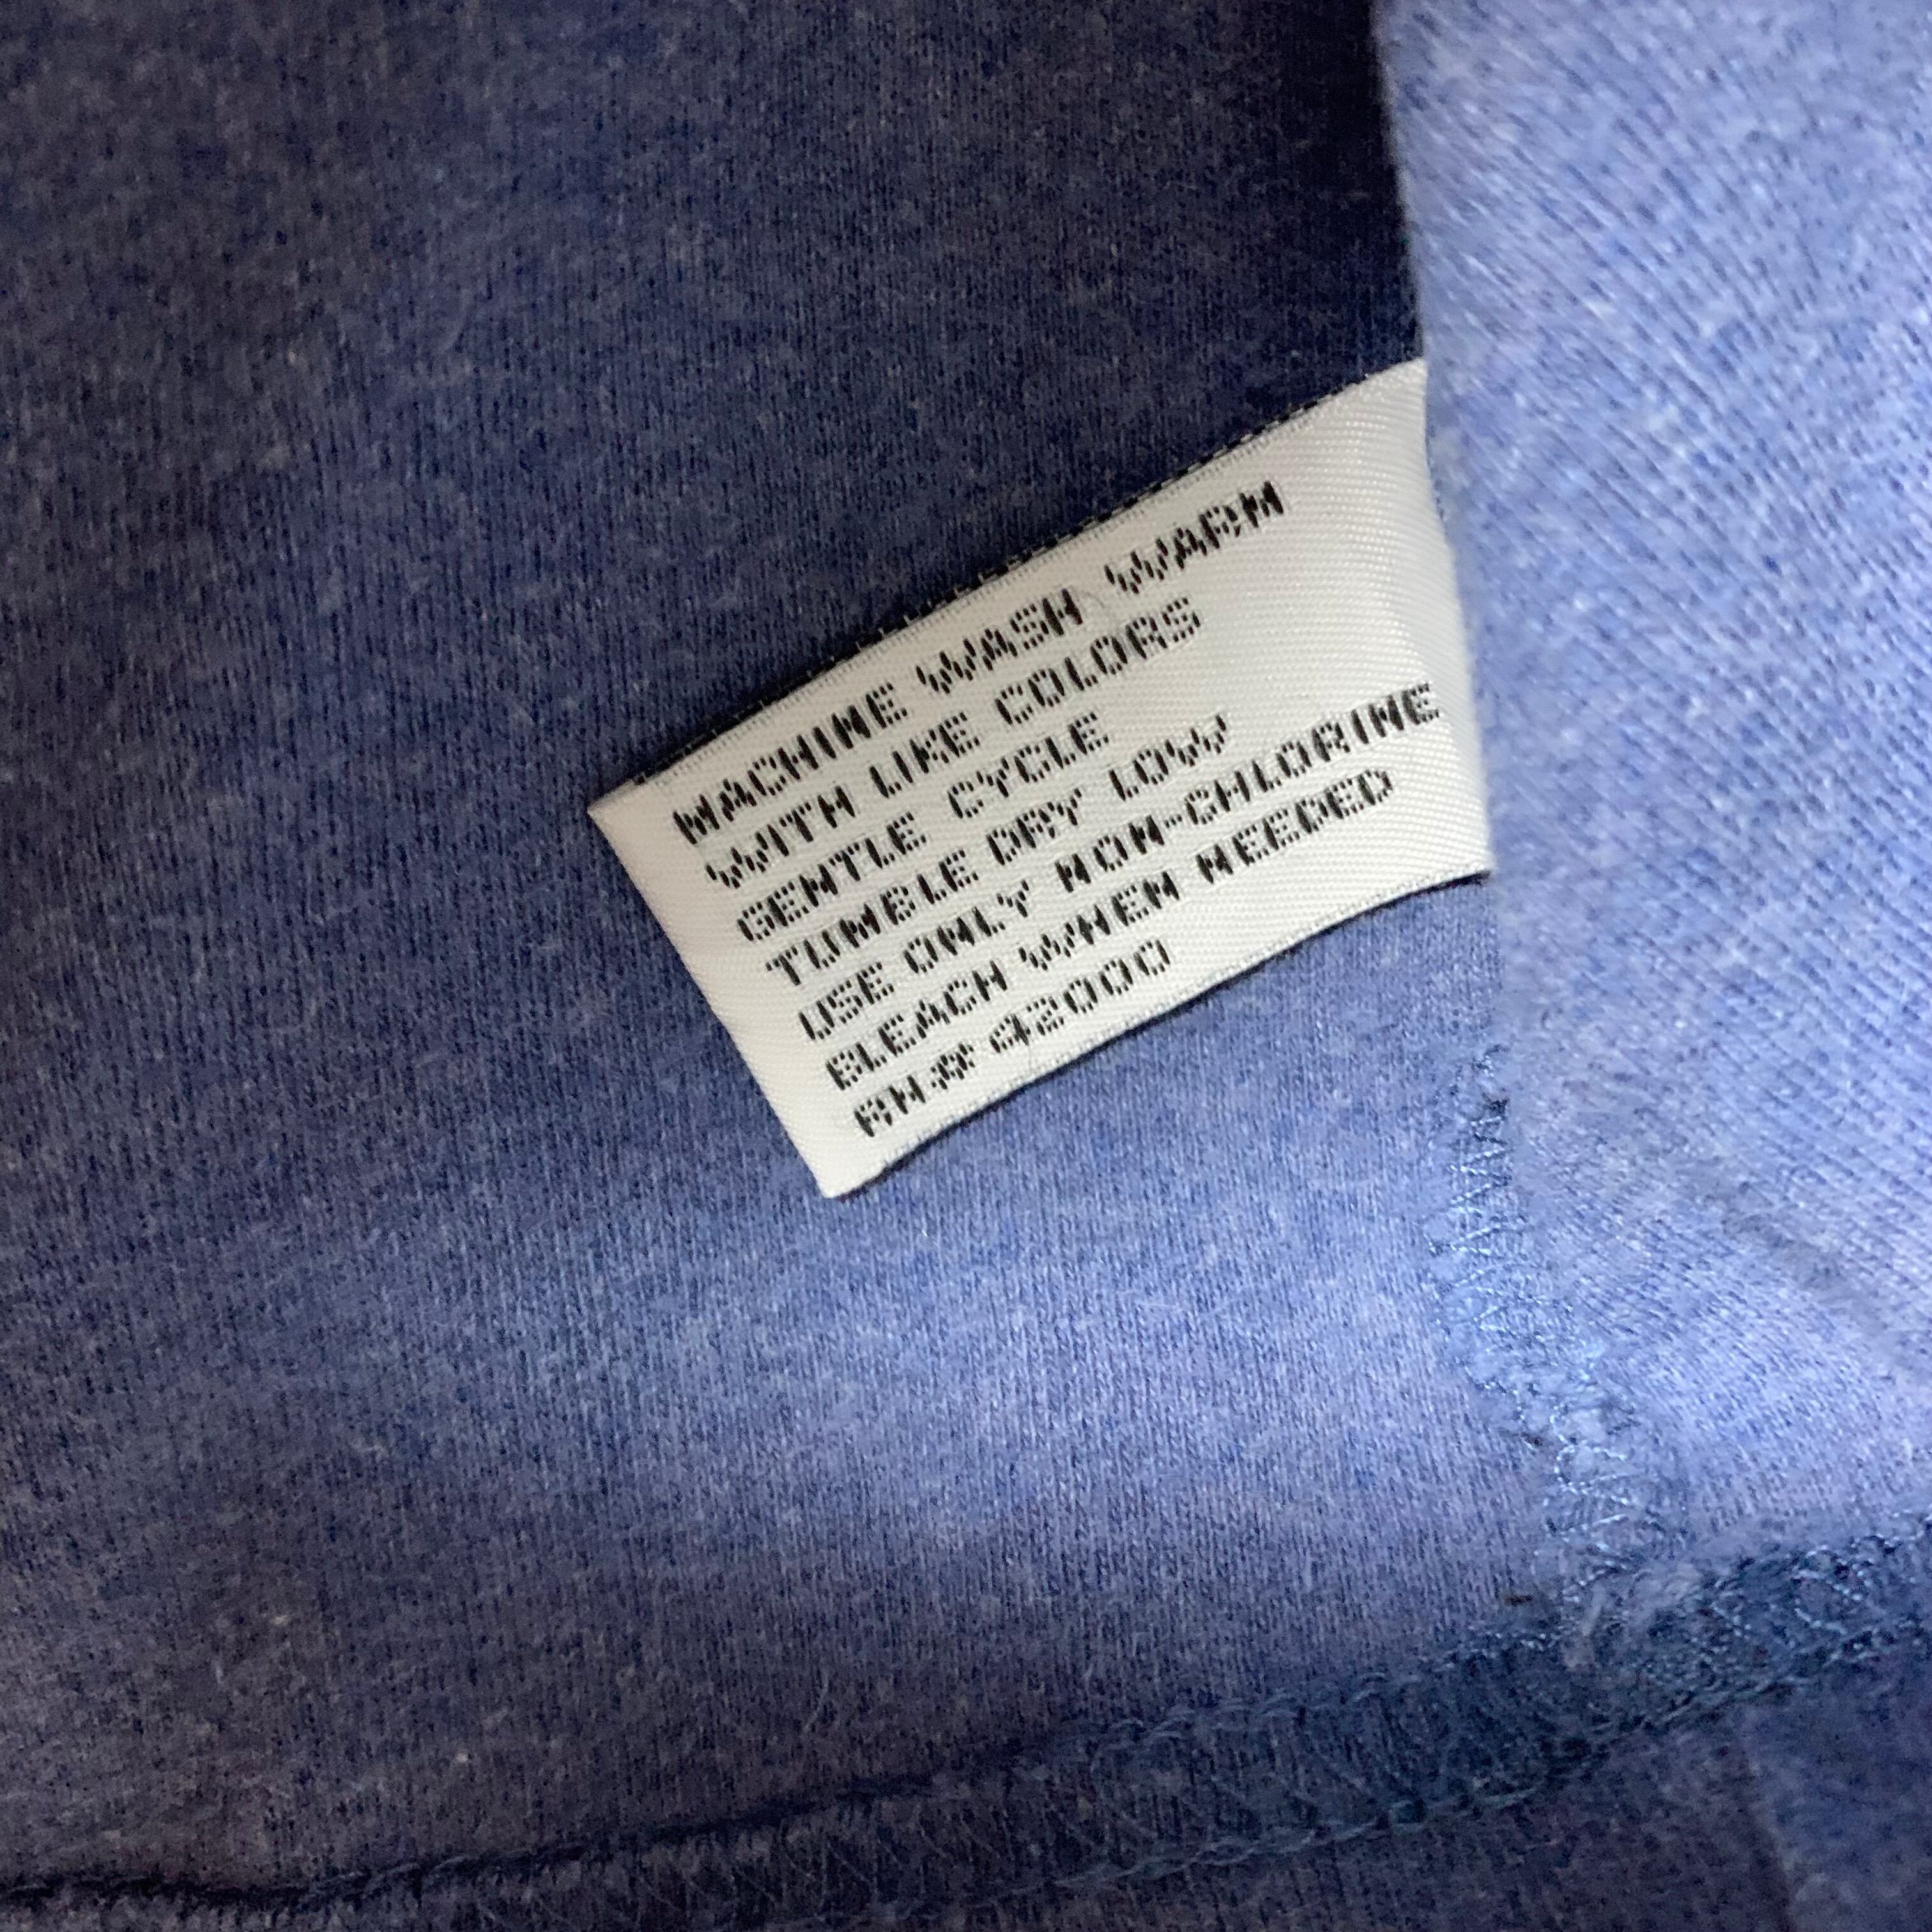 MACHINE WASH WARM
WITH LIKE COLORS
GENTLE CYCLE
TUMBLE DRY LOW
USE ONLY NON-CHLORINE
BLEACH WHEN NEEDED
RN# 42000